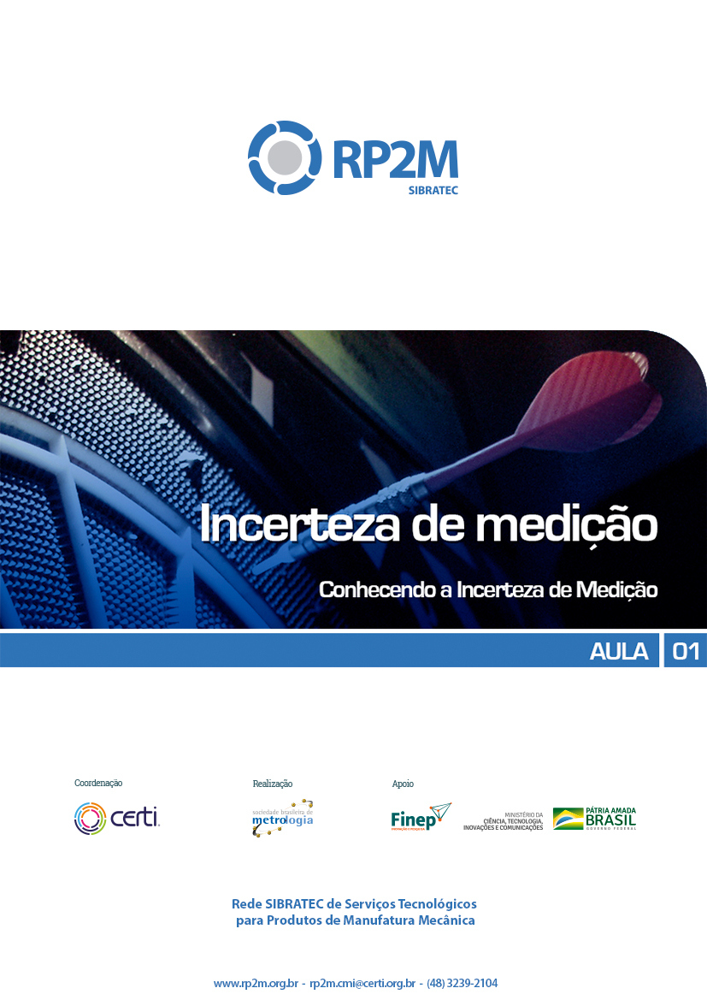 RP2M
SIBRATEC
Incerteza de medição
Conhecendo a Incerteza de Medição
AULA 01
Coordenação
Realização
Apoio
CERTI
sociedade brasileira de
metrologia
Finep
INOVAÇÃO E PESQUISA
MINISTÉRIO DA
CIÊNCIA, TECNOLOGIA,
INOVAÇÕES E COMUNICAÇÕES
PÁTRIA AMADA
BRASIL
GOVERNO FEDERAL
Rede SIBRATEC de Serviços Tecnológicos
para Produtos de Manufatura Mecânica
www.rp2m.org.br - rp2m.cmi@certi.org.br - (48) 3239-2104